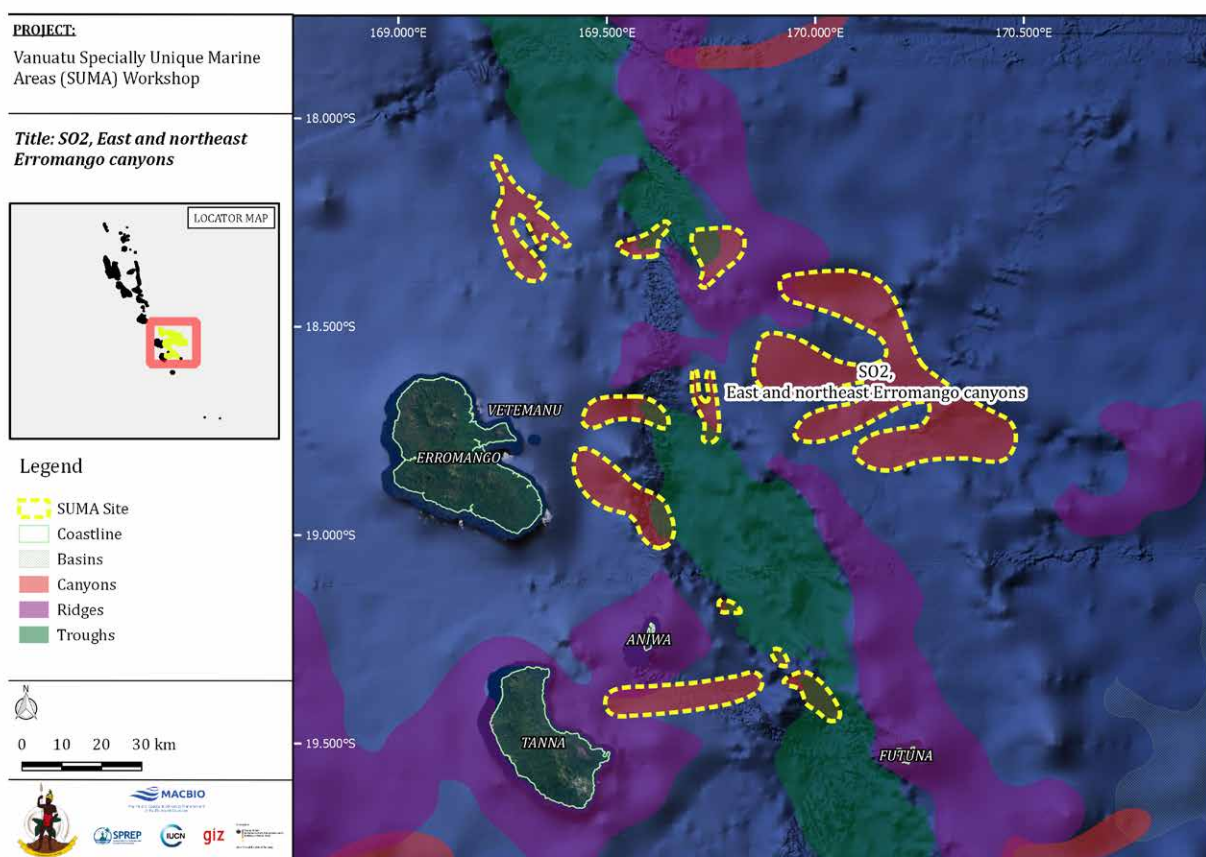 PROJECT:
Vanuatu Specially Unique Marine
Areas (SUMA) Workshop
Title: SO2, East and northeast
Erromango canyons
LOCATOR MAP
Legend
SUMA Site
Coastline
Basins
Canyons
Ridges
Troughs
N
0 10 20 30 km
MACBIO
SPREP
IUCN
giz
169.000°E 169.500°E 170.000°E 170.500°E
18.000°S
18.500°S
19.000°S
19.500°S
SO2,
East and northeast Erromango canyons
VETEMANU
ERROMANGO
ANIWA
TANNA
FUTUNA